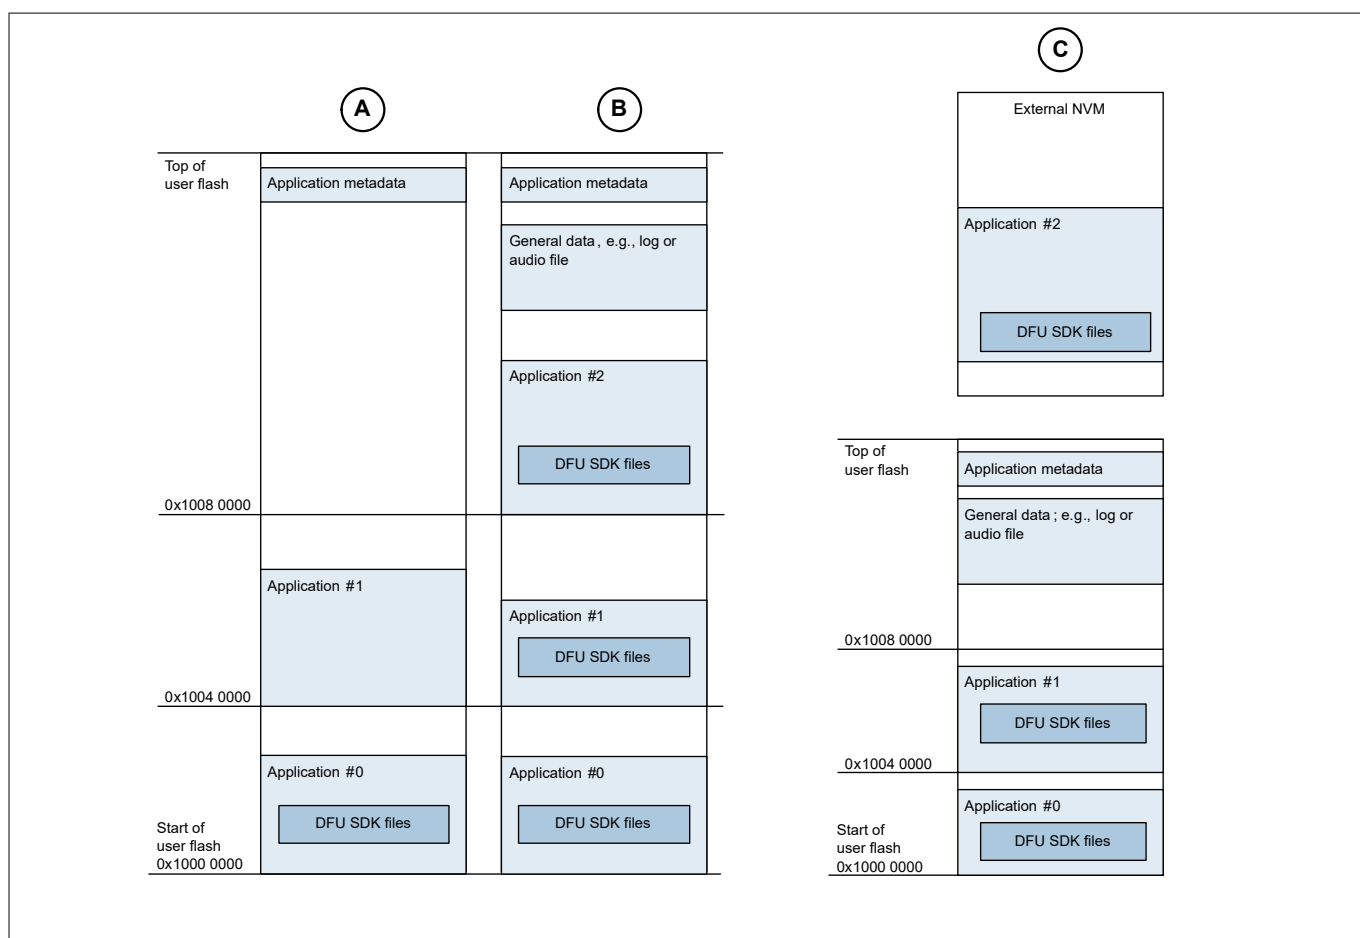 A
B
C
Top of
user flash
Application metadata
0x1008 0000
Application #1
0x1004 0000
Application #0
DFU SDK files
Start of
user flash
0x1000 0000
Application metadata
General data, e.g., log or
audio file
Application #2
DFU SDK files
Application #1
DFU SDK files
Application #0
DFU SDK files
External NVM
Application #2
DFU SDK files
Top of
user flash
Application metadata
General data; e.g., log or
audio file
0x1008 0000
Application #1
DFU SDK files
0x1004 0000
Application #0
DFU SDK files
Start of
user flash
0x1000 0000